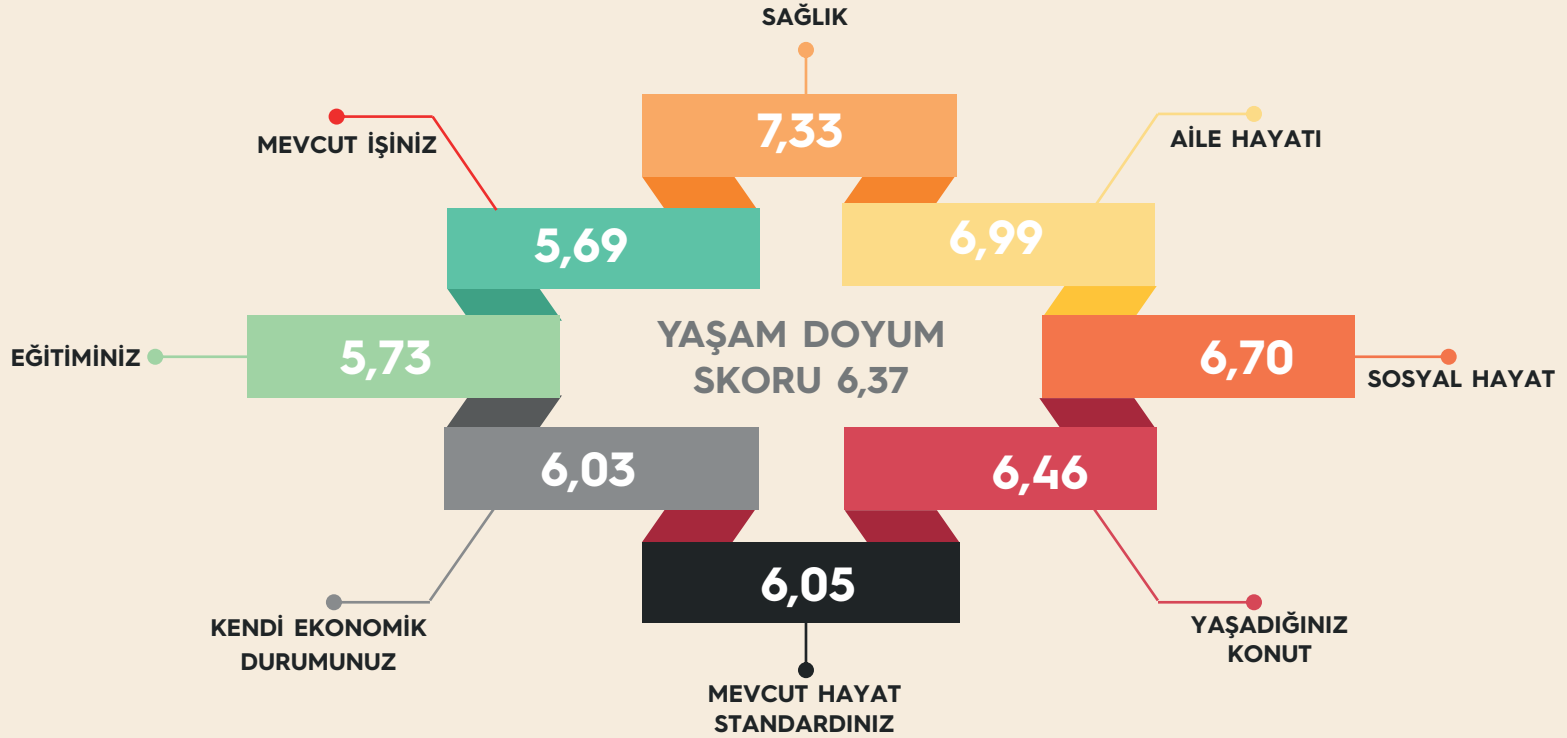 SAĞLIK
7,33
MEVCUT İŞİNİZ
5,69
AİLE HAYATI
6,99
EĞİTİMİNİZ
5,73
YAŞAM DOYUM
SKORU 6,37
6,70
SOSYAL HAYAT
6,03
6,46
6,05
KENDİ EKONOMİK
DURUMUNUZ
YAŞADIĞINIZ
KONUT
MEVCUT HAYAT
STANDARDINIZ